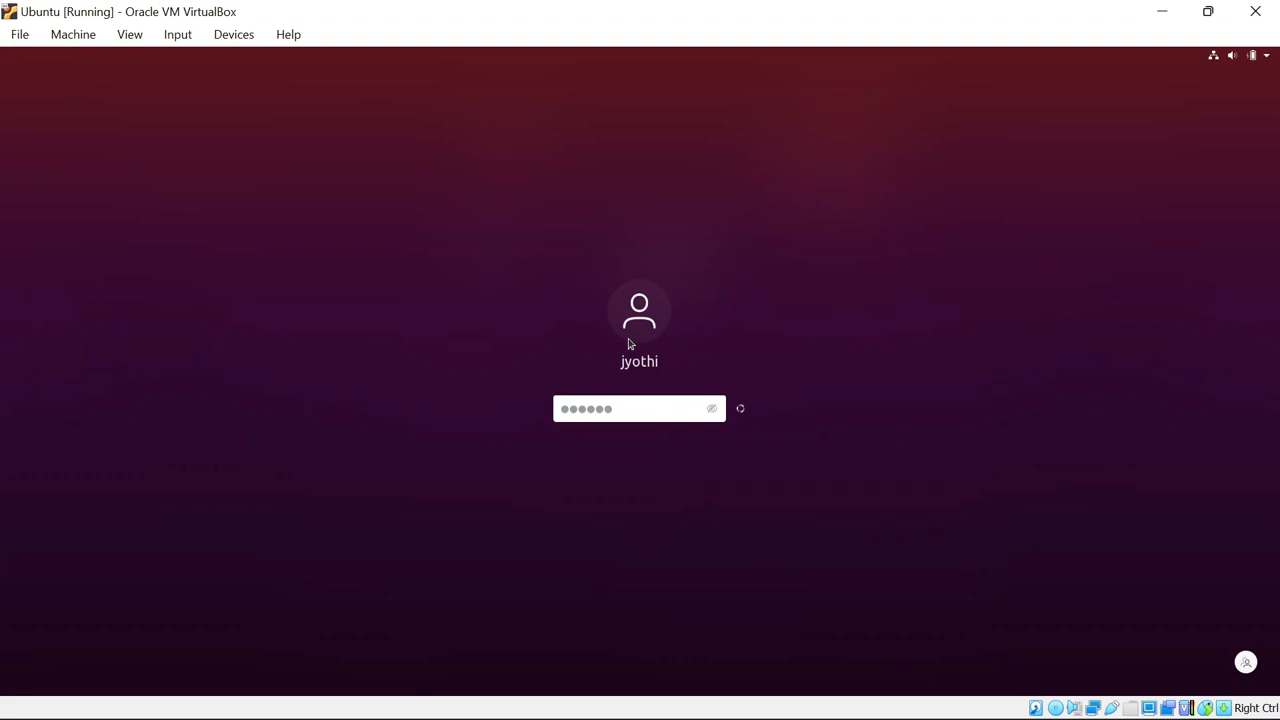 Ubuntu [Running] - Oracle VM VirtualBox
File Machine View Input Devices Help
jyothi
Right Ctrl